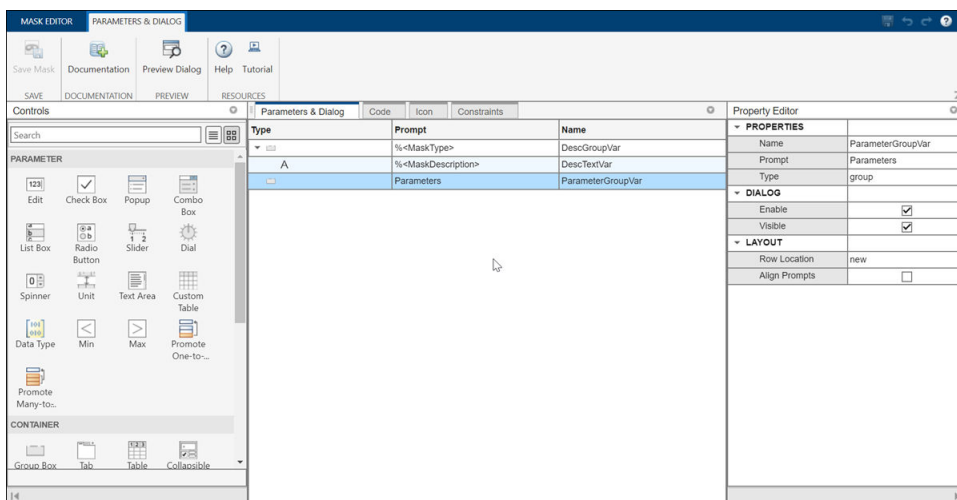 MASK EDITOR PARAMETERS & DIALOG
Save Mask Documentation Preview Dialog Help Tutorial
SAVE DOCUMENTATION PREVIEW RESOURCES
Controls
Search
PARAMETER
Edit Check Box Popup Combo Box
List Box Radio Button Slider Dial
Spinner Unit Text Area Custom Table
Data Type Min Max Promote One-to-...
Promote Many-to-..
CONTAINER
Group Box Tab Table Collapsible
Parameters & Dialog Code Icon Constraints
Type Prompt Name
%<MaskType> DescGroupVar
A %<MaskDescription> DescTextVar
Parameters ParameterGroupVar
Property Editor
PROPERTIES
Name ParameterGroupVar
Prompt Parameters
Type group
DIALOG
Enable
Visible
LAYOUT
Row Location new
Align Prompts